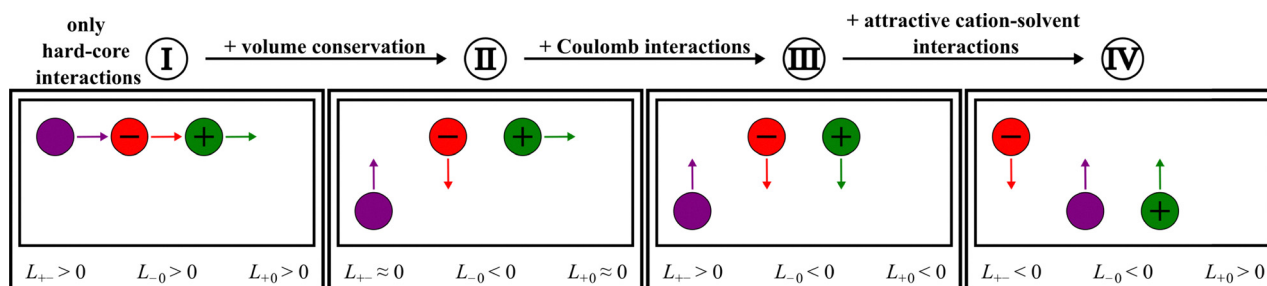 only
hard-core
interactions
I
+ volume conservation
II
+ Coulomb interactions
III
+ attractive cation-solvent
interactions
IV
− +
L₊₋ > 0 L₋₀ > 0 L₊₀ > 0
− +
L₊₋ ≈ 0 L₋₀ < 0 L₊₀ ≈ 0
− +
L₊₋ > 0 L₋₀ < 0 L₊₀ < 0
−
+
L₊₋ < 0 L₋₀ < 0 L₊₀ > 0